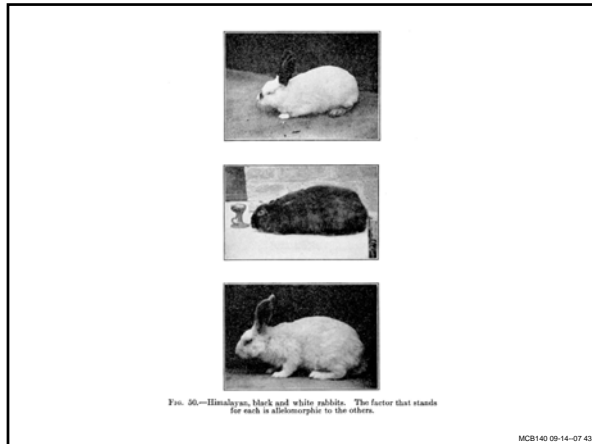 FIG. 50.—Himalayan, black and white rabbits. The factor that stands
for each is allelomorphic to the others.
MCB140 09-14--07 43